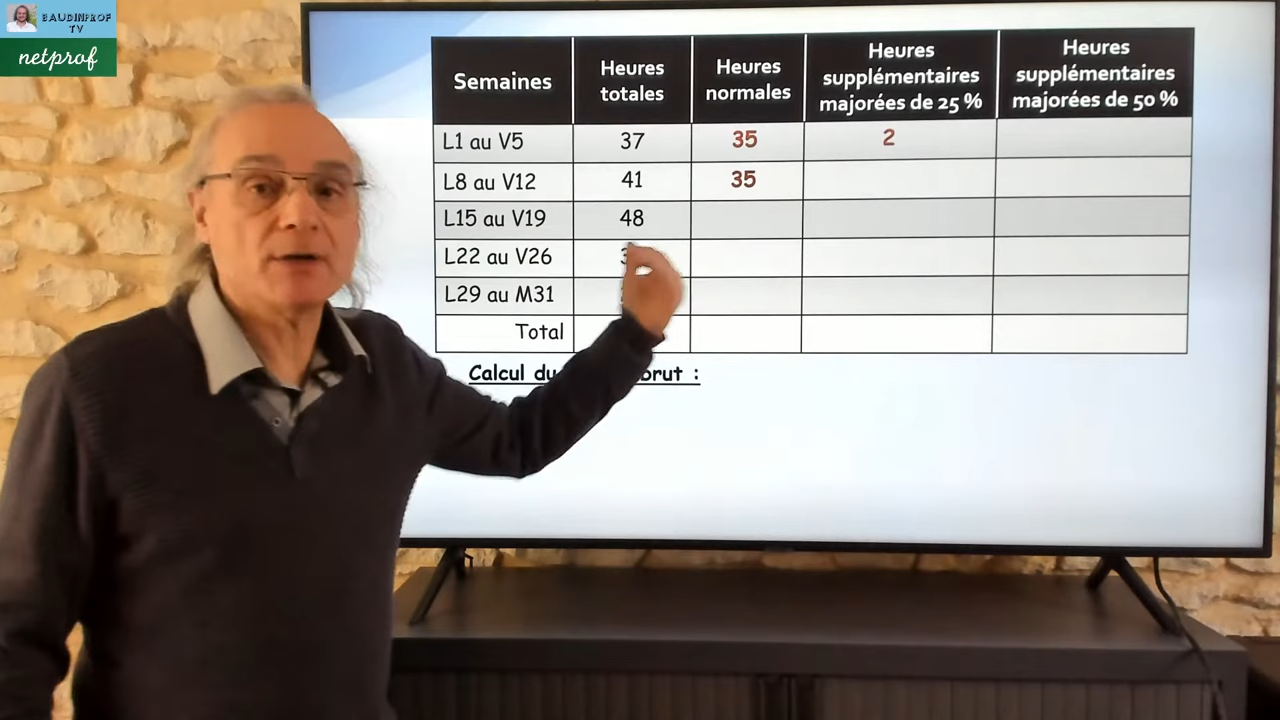 BAUDINPROF
TV
netprof
Semaines
Heures
totales
Heures
normales
Heures
supplémentaires
majorées de 25 %
Heures
supplémentaires
majorées de 50 %
L1 au V5 37 35 2
L8 au V12 41 35
L15 au V19 48
L22 au V26
L29 au M31
Total
Calcul du brut :